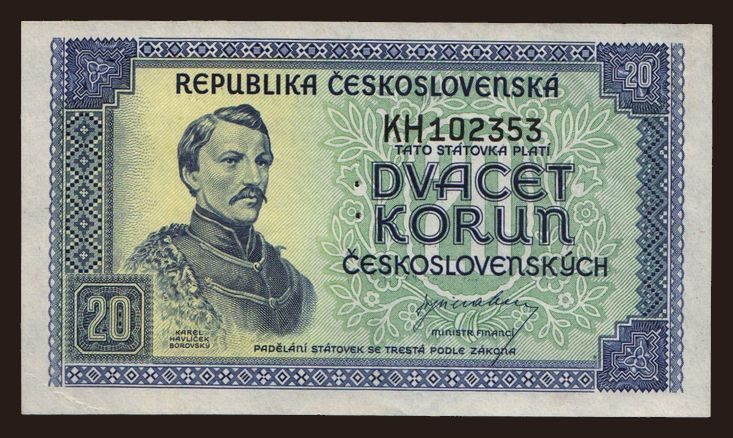 20
REPUBLIKA ČESKOSLOVENSKÁ
KH102353
TATO STÁTOVKA PLATÍ
DVACET
KORUN
ČESKOSLOVENSKÝCH
20
KAREL
HAVLÍČEK
BOROVSKÝ
MINISTR FINANCÍ
PADĚLÁNÍ STÁTOVEK SE TRESTÁ PODLE ZÁKONA